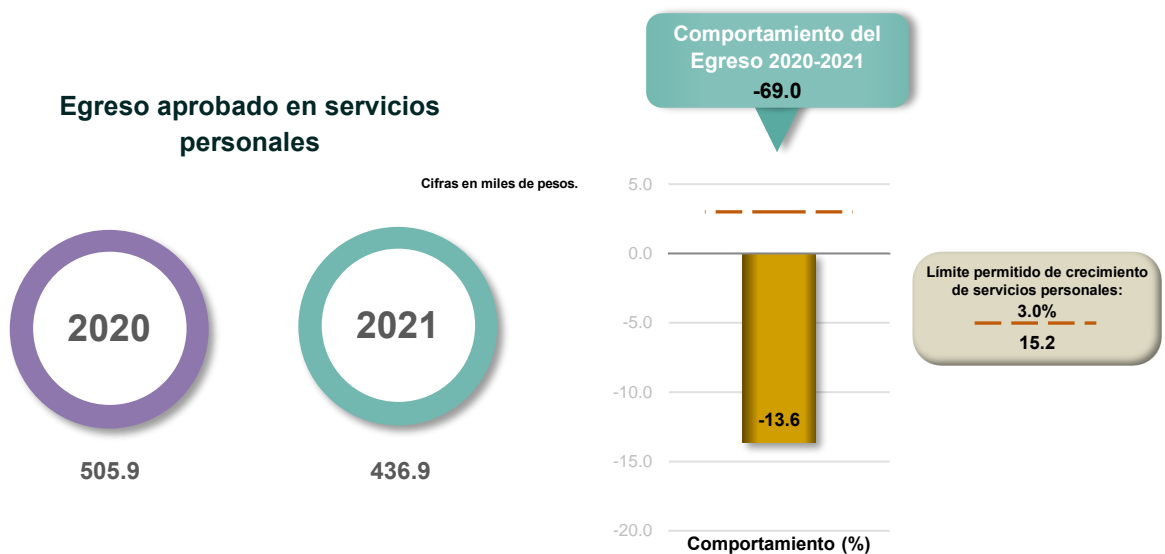 Egreso aprobado en servicios
personales
Cifras en miles de pesos.
2020
2021
505.9
436.9
Comportamiento del
Egreso 2020-2021
-69.0
5.0
0.0
-5.0
-10.0
-15.0
-20.0
-13.6
Comportamiento (%)
Límite permitido de crecimiento
de servicios personales:
3.0%
15.2